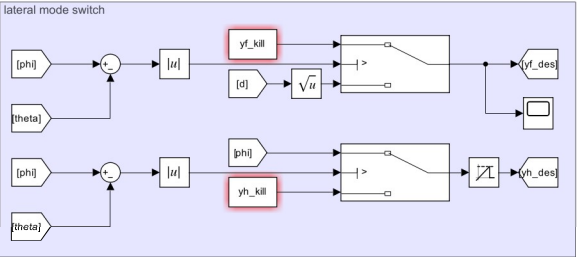 lateral mode switch
[phi]
+
-
|u|
yf_kill
[d]
√u
>
[yf_des]
[theta]
[phi]
+
-
|u|
[phi]
yh_kill
>
[yh_des]
[theta]